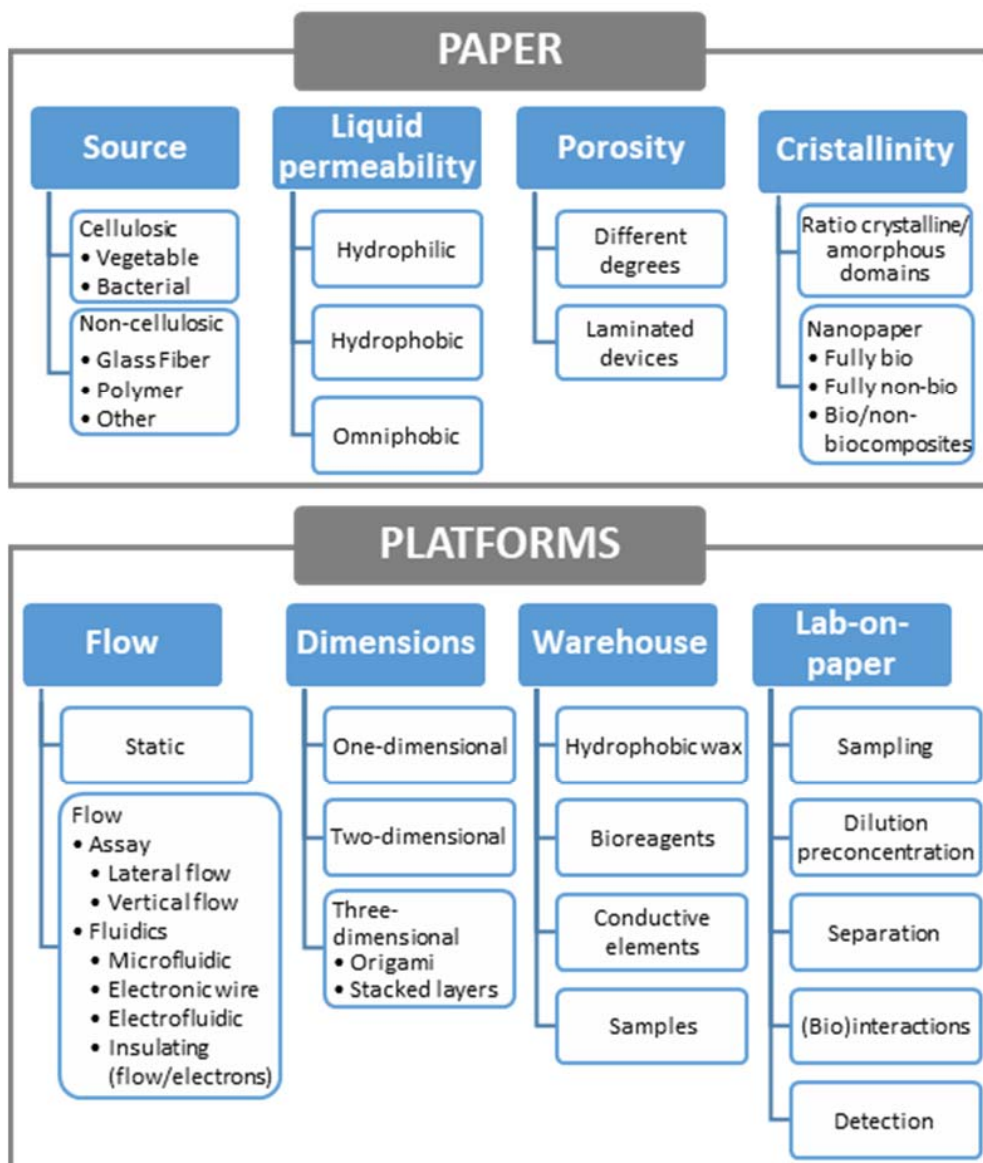 PAPER
Source
Cellulosic
• Vegetable
• Bacterial
Non-cellulosic
• Glass Fiber
• Polymer
• Other
Liquid
permeability
Hydrophilic
Hydrophobic
Omniphobic
Porosity
Different
degrees
Laminated
devices
Cristallinity
Ratio crystalline/
amorphous
domains
Nanopaper
• Fully bio
• Fully non-bio
• Bio/non-
biocomposites
PLATFORMS
Flow
Static
Flow
• Assay
• Lateral flow
• Vertical flow
• Fluidics
• Microfluidic
• Electronic wire
• Electrofluidic
• Insulating
(flow/electrons)
Dimensions
One-dimensional
Two-dimensional
Three-
dimensional
• Origami
• Stacked layers
Warehouse
Hydrophobic wax
Bioreagents
Conductive
elements
Samples
Lab-on-
paper
Sampling
Dilution
preconcentration
Separation
(Bio)interactions
Detection